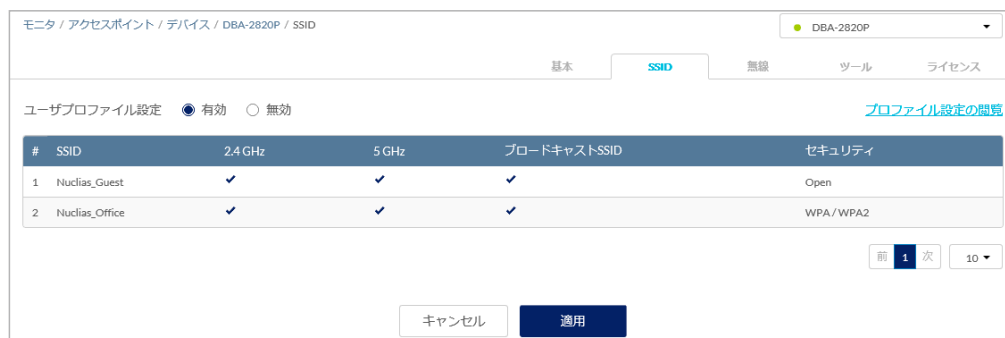 モニタ / アクセスポイント / デバイス / DBA-2820P / SSID
DBA-2820P
基本 SSID 無線 ツール ライセンス
ユーザプロファイル設定 有効 無効 プロファイル設定の閲覧
# SSID 2.4 GHz 5 GHz ブロードキャストSSID セキュリティ
1 Nuclias_Guest Open
2 Nuclias_Office WPA / WPA2
前 1 次 10
キャンセル 適用